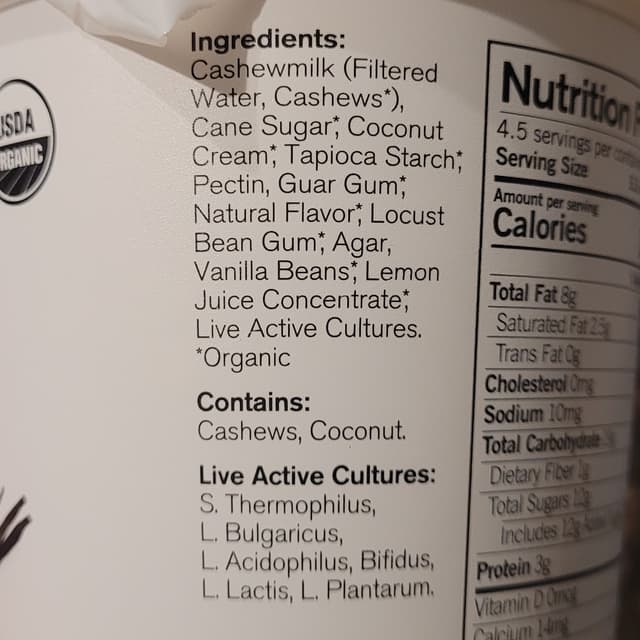 USDA
ORGANIC
Ingredients:
Cashewmilk (Filtered
Water, Cashews*),
Cane Sugar*, Coconut
Cream*, Tapioca Starch*,
Pectin, Guar Gum*,
Natural Flavor*, Locust
Bean Gum*, Agar,
Vanilla Beans*, Lemon
Juice Concentrate*,
Live Active Cultures.
*Organic
Contains:
Cashews, Coconut.
Live Active Cultures:
S. Thermophilus,
L. Bulgaricus,
L. Acidophilus, Bifidus,
L. Lactis, L. Plantarum.
Nutrition
4.5 servings per
Serving Size
Amount per serving
Calories
Total Fat 8g
Saturated Fat 2.5g
Trans Fat 0g
Cholesterol 0mg
Sodium 10mg
Total Carbohydrate
Dietary Fiber 1g
Total Sugars 12g
Includes 12g
Protein 3g
Vitamin D 0mcg
Calcium 14mg